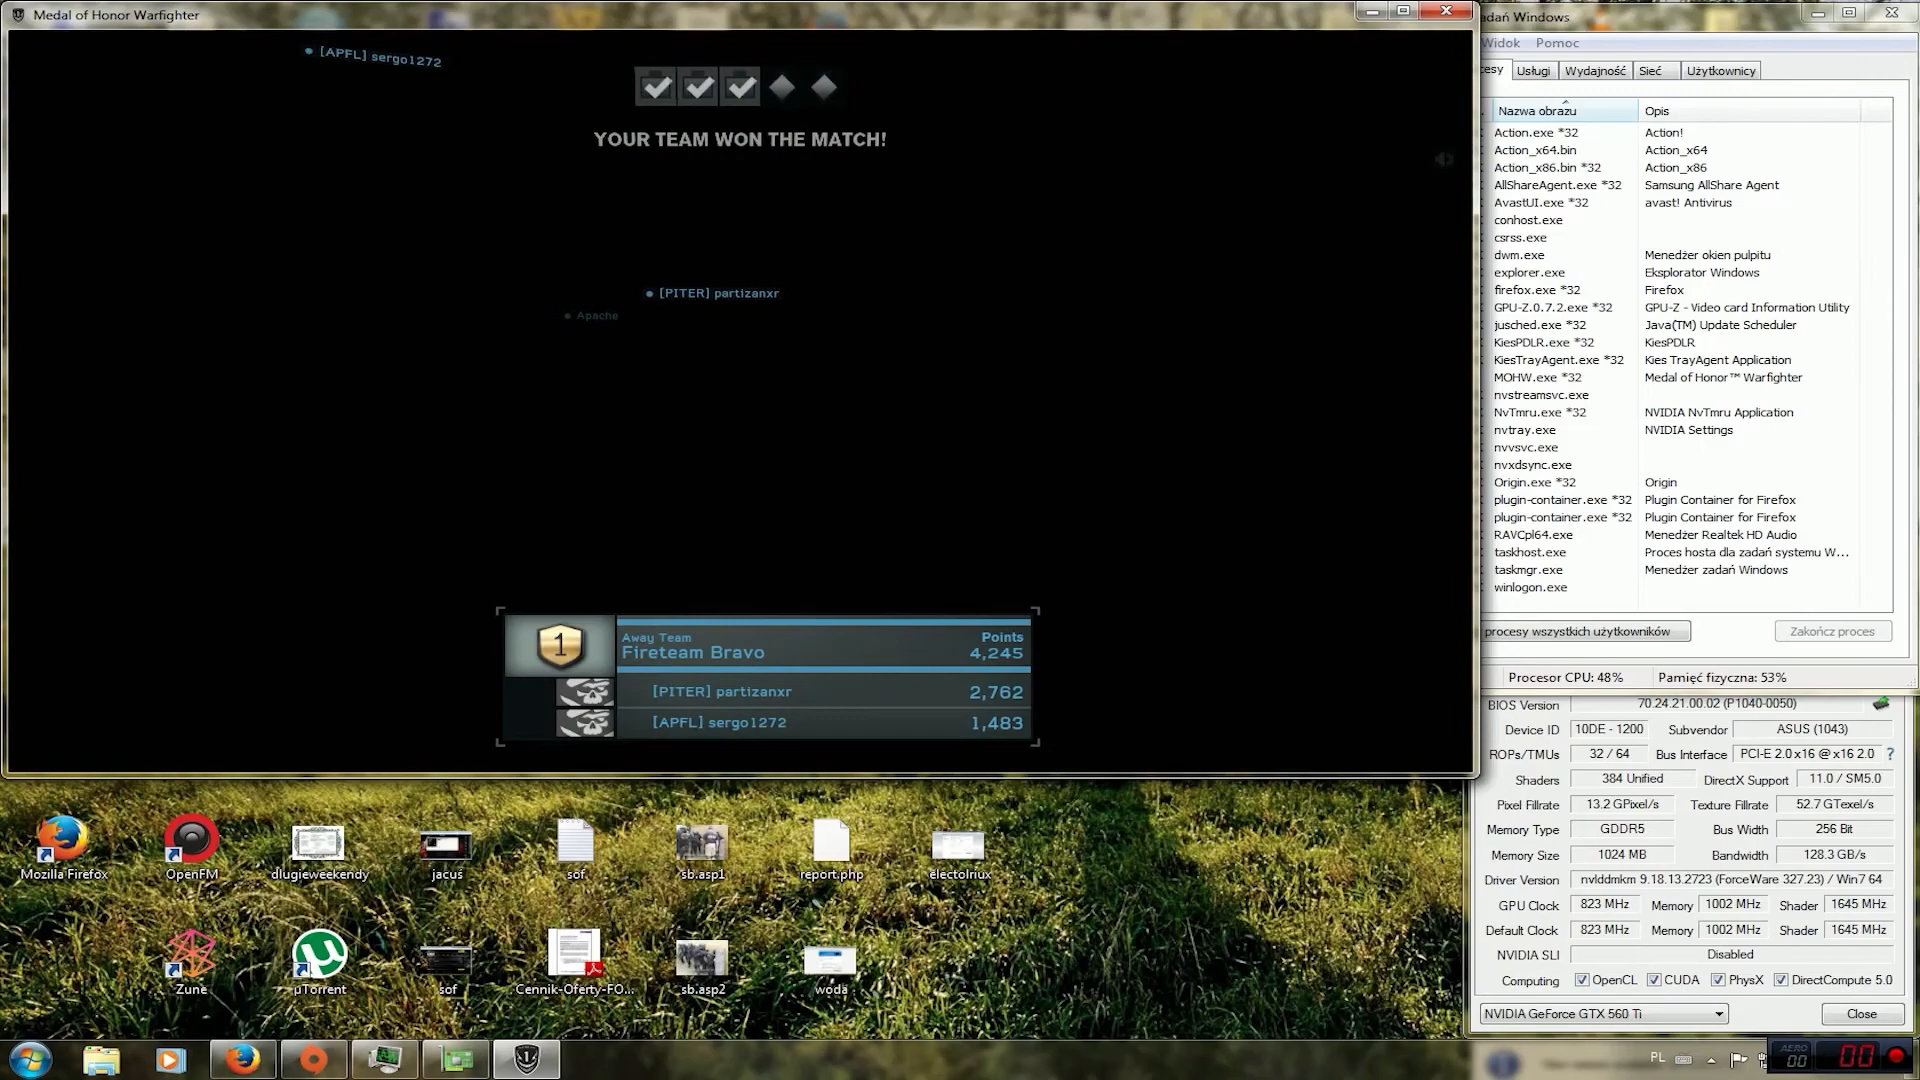 Medal of Honor Warfighter
[APFL] sergo1272
YOUR TEAM WON THE MATCH!
[PITER] partizanxr
Apache
1
Away Team
Fireteam Bravo
Points
4,245
[PITER] partizanxr 2,762
[APFL] sergo1272 1,483
adań Windows
Widok Pomoc
esy Usługi Wydajność Sieć Użytkownicy
Nazwa obrazu Opis
Action.exe *32 Action!
Action_x64.bin Action_x64
Action_x86.bin *32 Action_x86
AllShareAgent.exe *32 Samsung AllShare Agent
AvastUI.exe *32 avast! Antivirus
conhost.exe
csrss.exe
dwm.exe Menedżer okien pulpitu
explorer.exe Eksplorator Windows
firefox.exe *32 Firefox
GPU-Z.0.7.2.exe *32 GPU-Z - Video card Information Utility
jusched.exe *32 Java(TM) Update Scheduler
KiesPDLR.exe *32 KiesPDLR
KiesTrayAgent.exe *32 Kies TrayAgent Application
MOHW.exe *32 Medal of Honor™ Warfighter
nvstreamsvc.exe
NvTmru.exe *32 NVIDIA NvTmru Application
nvtray.exe NVIDIA Settings
nvvsvc.exe
nvxdsync.exe
Origin.exe *32 Origin
plugin-container.exe *32 Plugin Container for Firefox
plugin-container.exe *32 Plugin Container for Firefox
RAVCpl64.exe Menedżer Realtek HD Audio
taskhost.exe Proces hosta dla zadań systemu W...
taskmgr.exe Menedżer zadań Windows
winlogon.exe
procesy wszystkich użytkowników Zakończ proces
Procesor CPU: 48% Pamięć fizyczna: 53%
BIOS Version 70.24.21.00.02 (P1040-0050)
Device ID 10DE - 1200 Subvendor ASUS (1043)
ROPs/TMUs 32 / 64 Bus Interface PCI-E 2.0 x16 @ x16 2.0 ?
Shaders 384 Unified DirectX Support 11.0 / SM5.0
Pixel Fillrate 13.2 GPixel/s Texture Fillrate 52.7 GTexel/s
Memory Type GDDR5 Bus Width 256 Bit
Memory Size 1024 MB Bandwidth 128.3 GB/s
Driver Version nvlddmkm 9.18.13.2723 (ForceWare 327.23) / Win7 64
GPU Clock 823 MHz Memory 1002 MHz Shader 1645 MHz
Default Clock 823 MHz Memory 1002 MHz Shader 1645 MHz
NVIDIA SLI Disabled
Computing OpenCL CUDA PhysX DirectCompute 5.0
NVIDIA GeForce GTX 560 Ti Close
Mozilla Firefox OpenFM dlugieweekendy jacuś sof sb.asp1 report.php electolriux
Zune µTorrent sof Cennik-Oferty-FO... sb.asp2 woda
PL
AERO
00
00